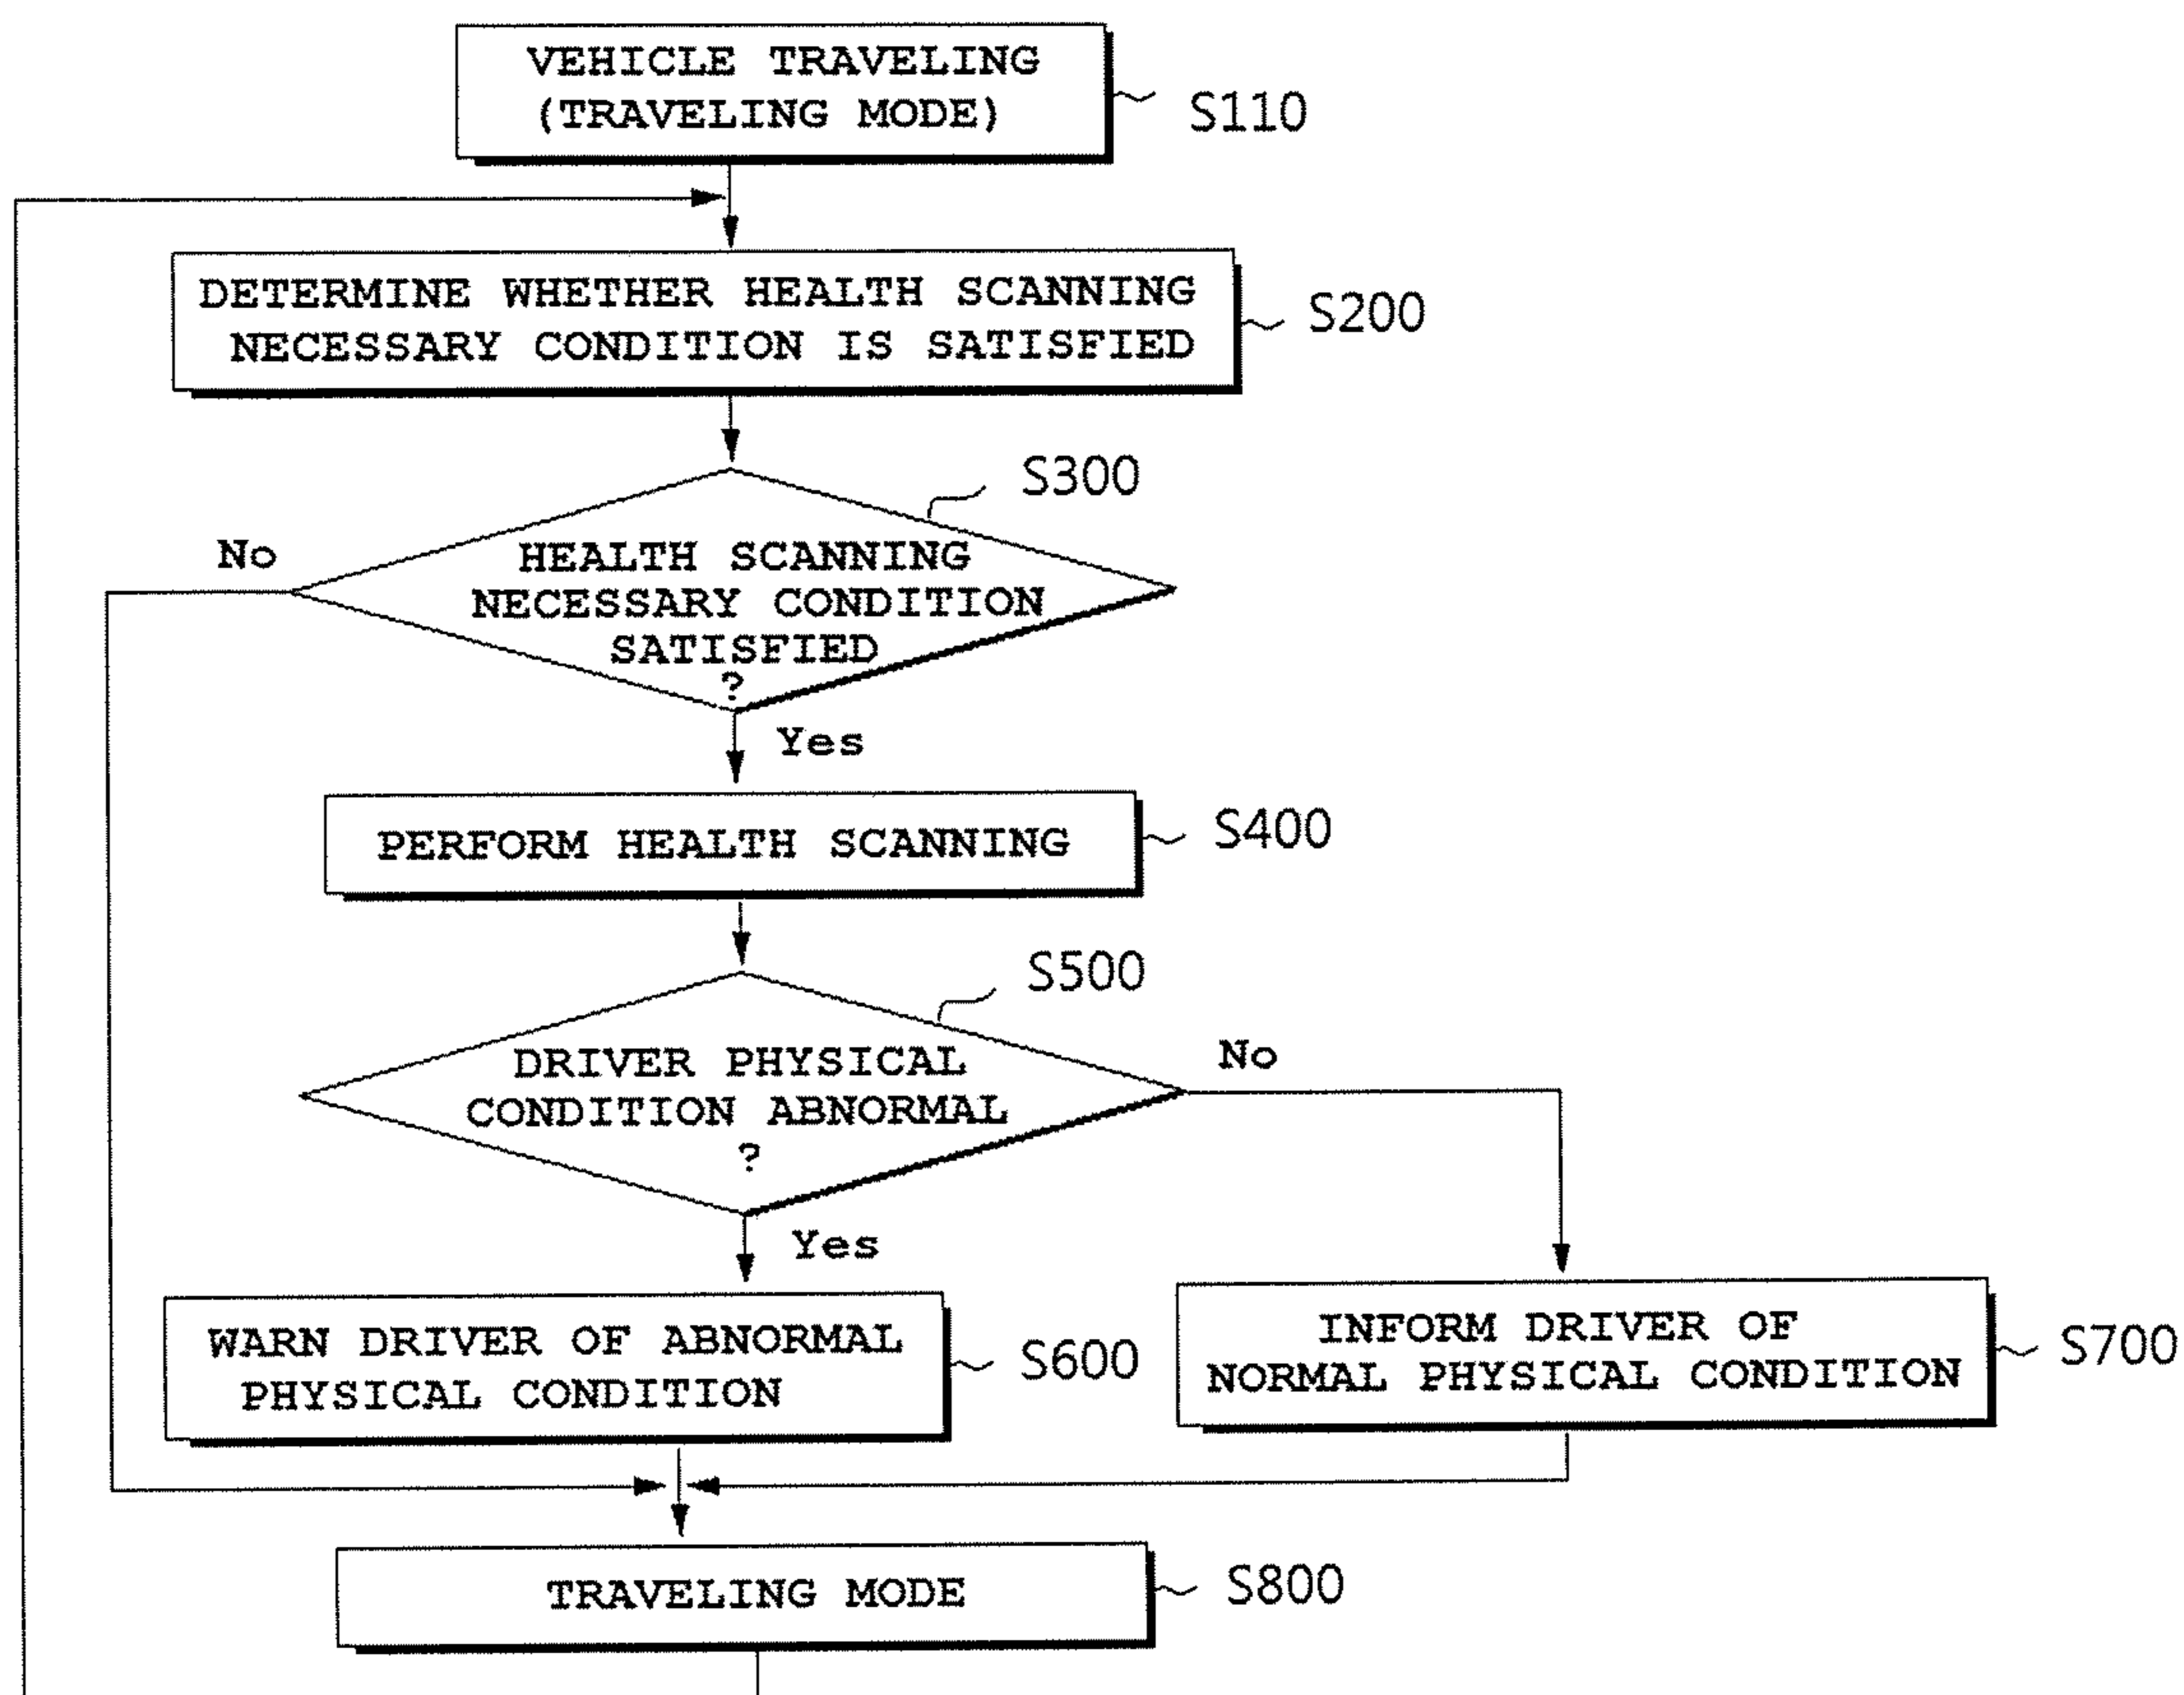 VEHICLE TRAVELING
(TRAVELING MODE)
S110
DETERMINE WHETHER HEALTH SCANNING
NECESSARY CONDITION IS SATISFIED
S200
S300
No
HEALTH SCANNING
NECESSARY CONDITION
SATISFIED
?
Yes
PERFORM HEALTH SCANNING
S400
S500
DRIVER PHYSICAL
CONDITION ABNORMAL
?
No
Yes
WARN DRIVER OF ABNORMAL
PHYSICAL CONDITION
S600
INFORM DRIVER OF
NORMAL PHYSICAL CONDITION
S700
TRAVELING MODE
S800